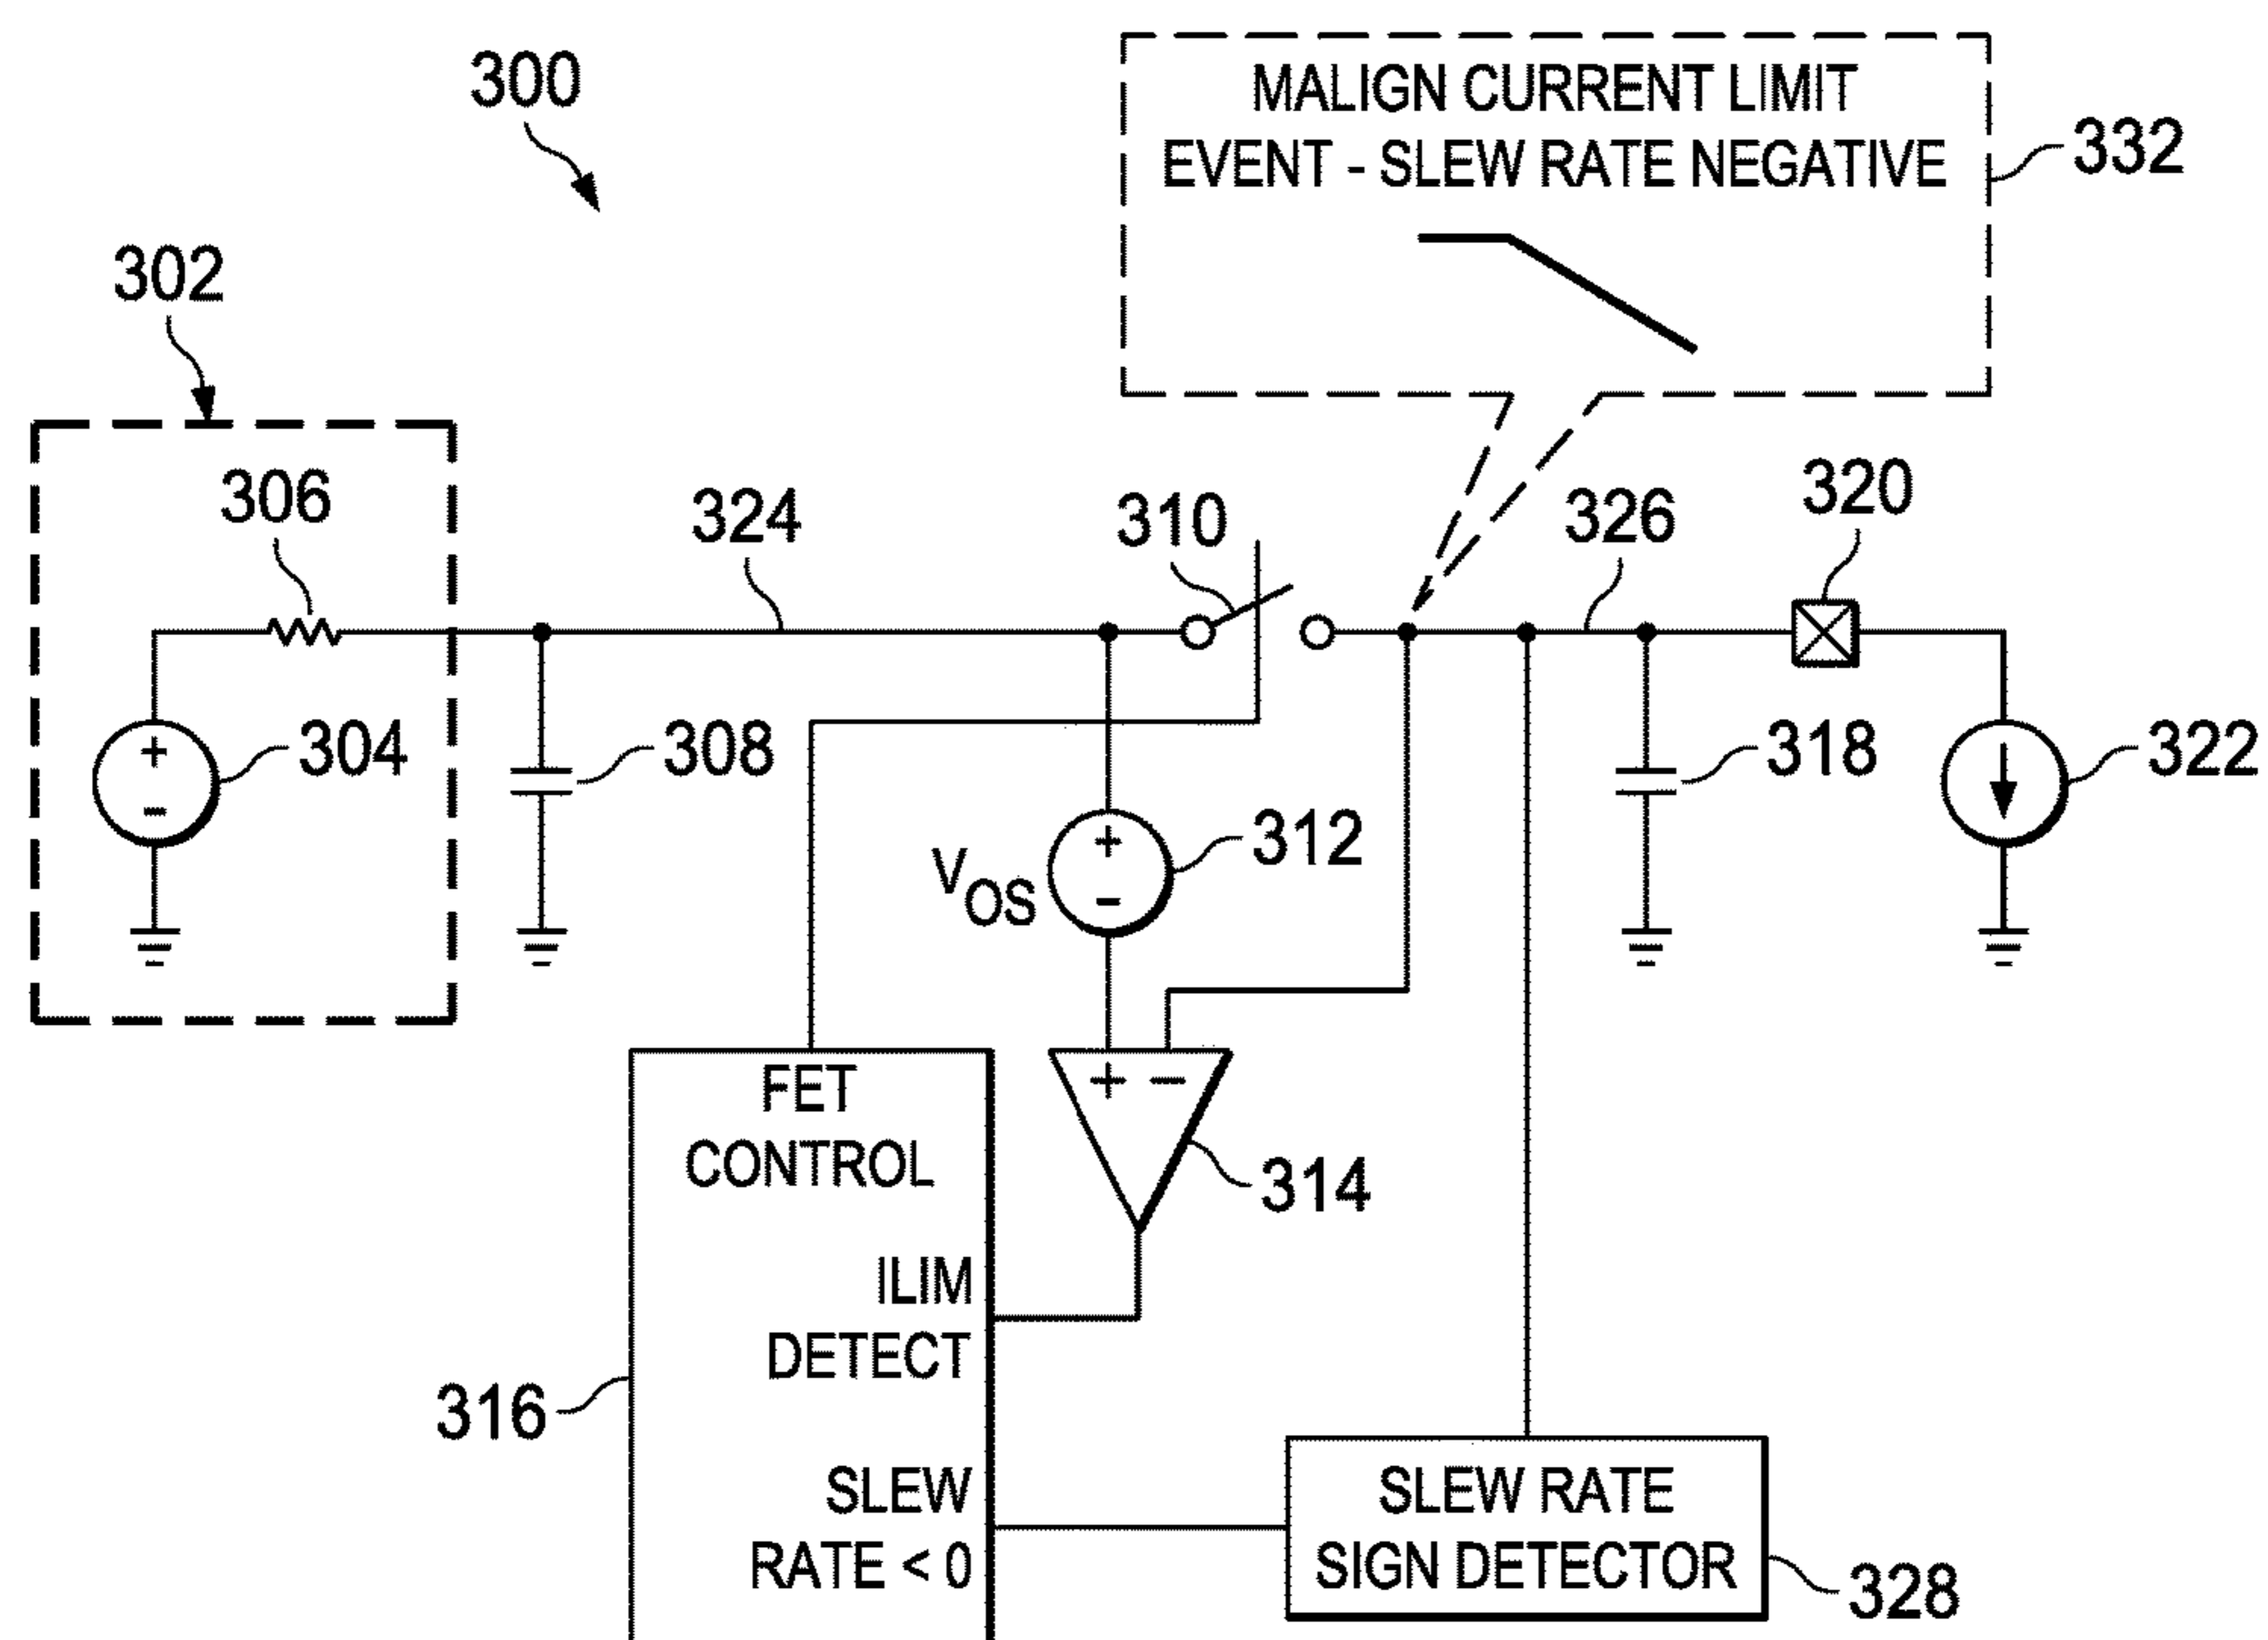 300
MALIGN CURRENT LIMIT
EVENT - SLEW RATE NEGATIVE
332
302
306
324
310
326
320
304
308
318
322
V_OS
+
-
+
-
312
+ -
FET
CONTROL
314
ILIM
DETECT
316
SLEW
RATE < 0
SLEW RATE
SIGN DETECTOR
328